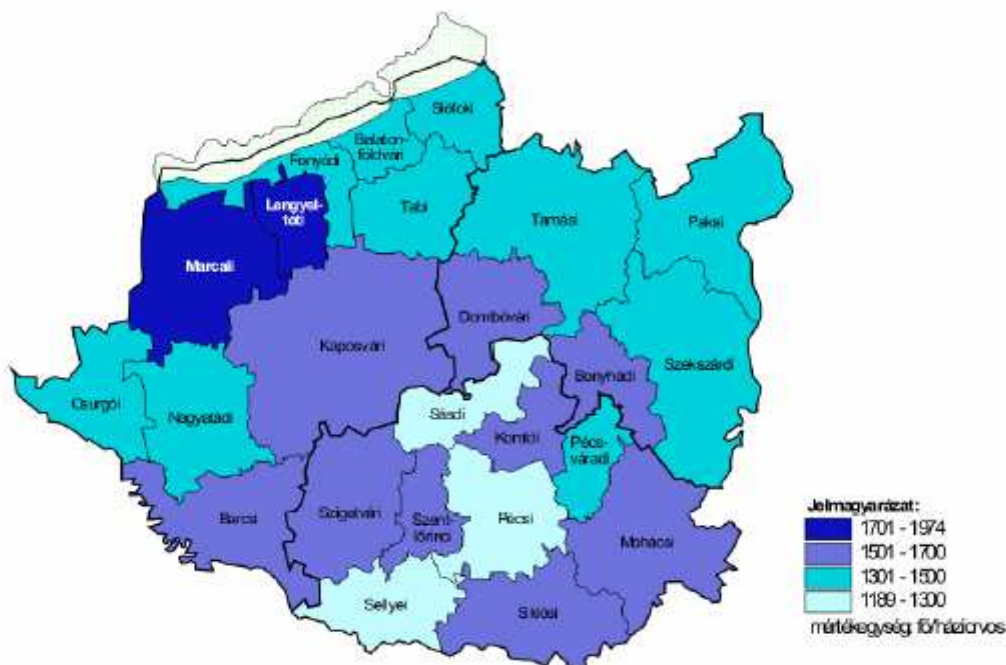 Siófoki
Balaton-
földvári
Fonyódi
Lengyel-
tóti
Tabi
Tamási
Paksi
Marcali
Dombóvári
Kaposvári
Bonyhádi
Szekszárdi
Csurgói
Nagyatádi
Sásdi
Komlói
Pécs-
váradi
Barcsi
Szigetvári
Szent-
lőrinci
Pécsi
Mohácsi
Sellyei
Siklósi
Jelmagyarázat:
1701 - 1974
1501 - 1700
1301 - 1500
1189 - 1300
mértékegység: fő/háziorvos